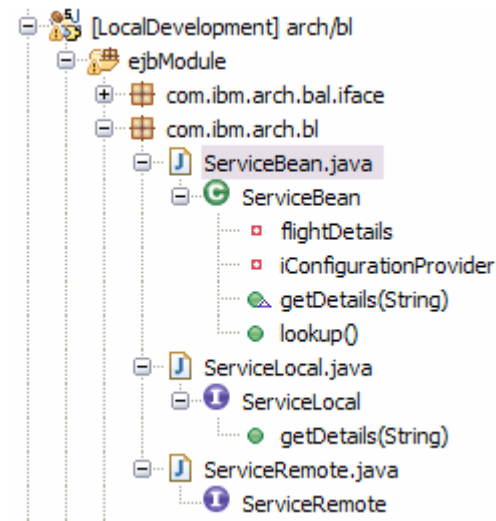 [LocalDevelopment] arch/bl
ejbModule
com.ibm.arch.bal.iface
com.ibm.arch.bl
ServiceBean.java
ServiceBean
flightDetails
iConfigurationProvider
getDetails(String)
lookup()
ServiceLocal.java
ServiceLocal
getDetails(String)
ServiceRemote.java
ServiceRemote